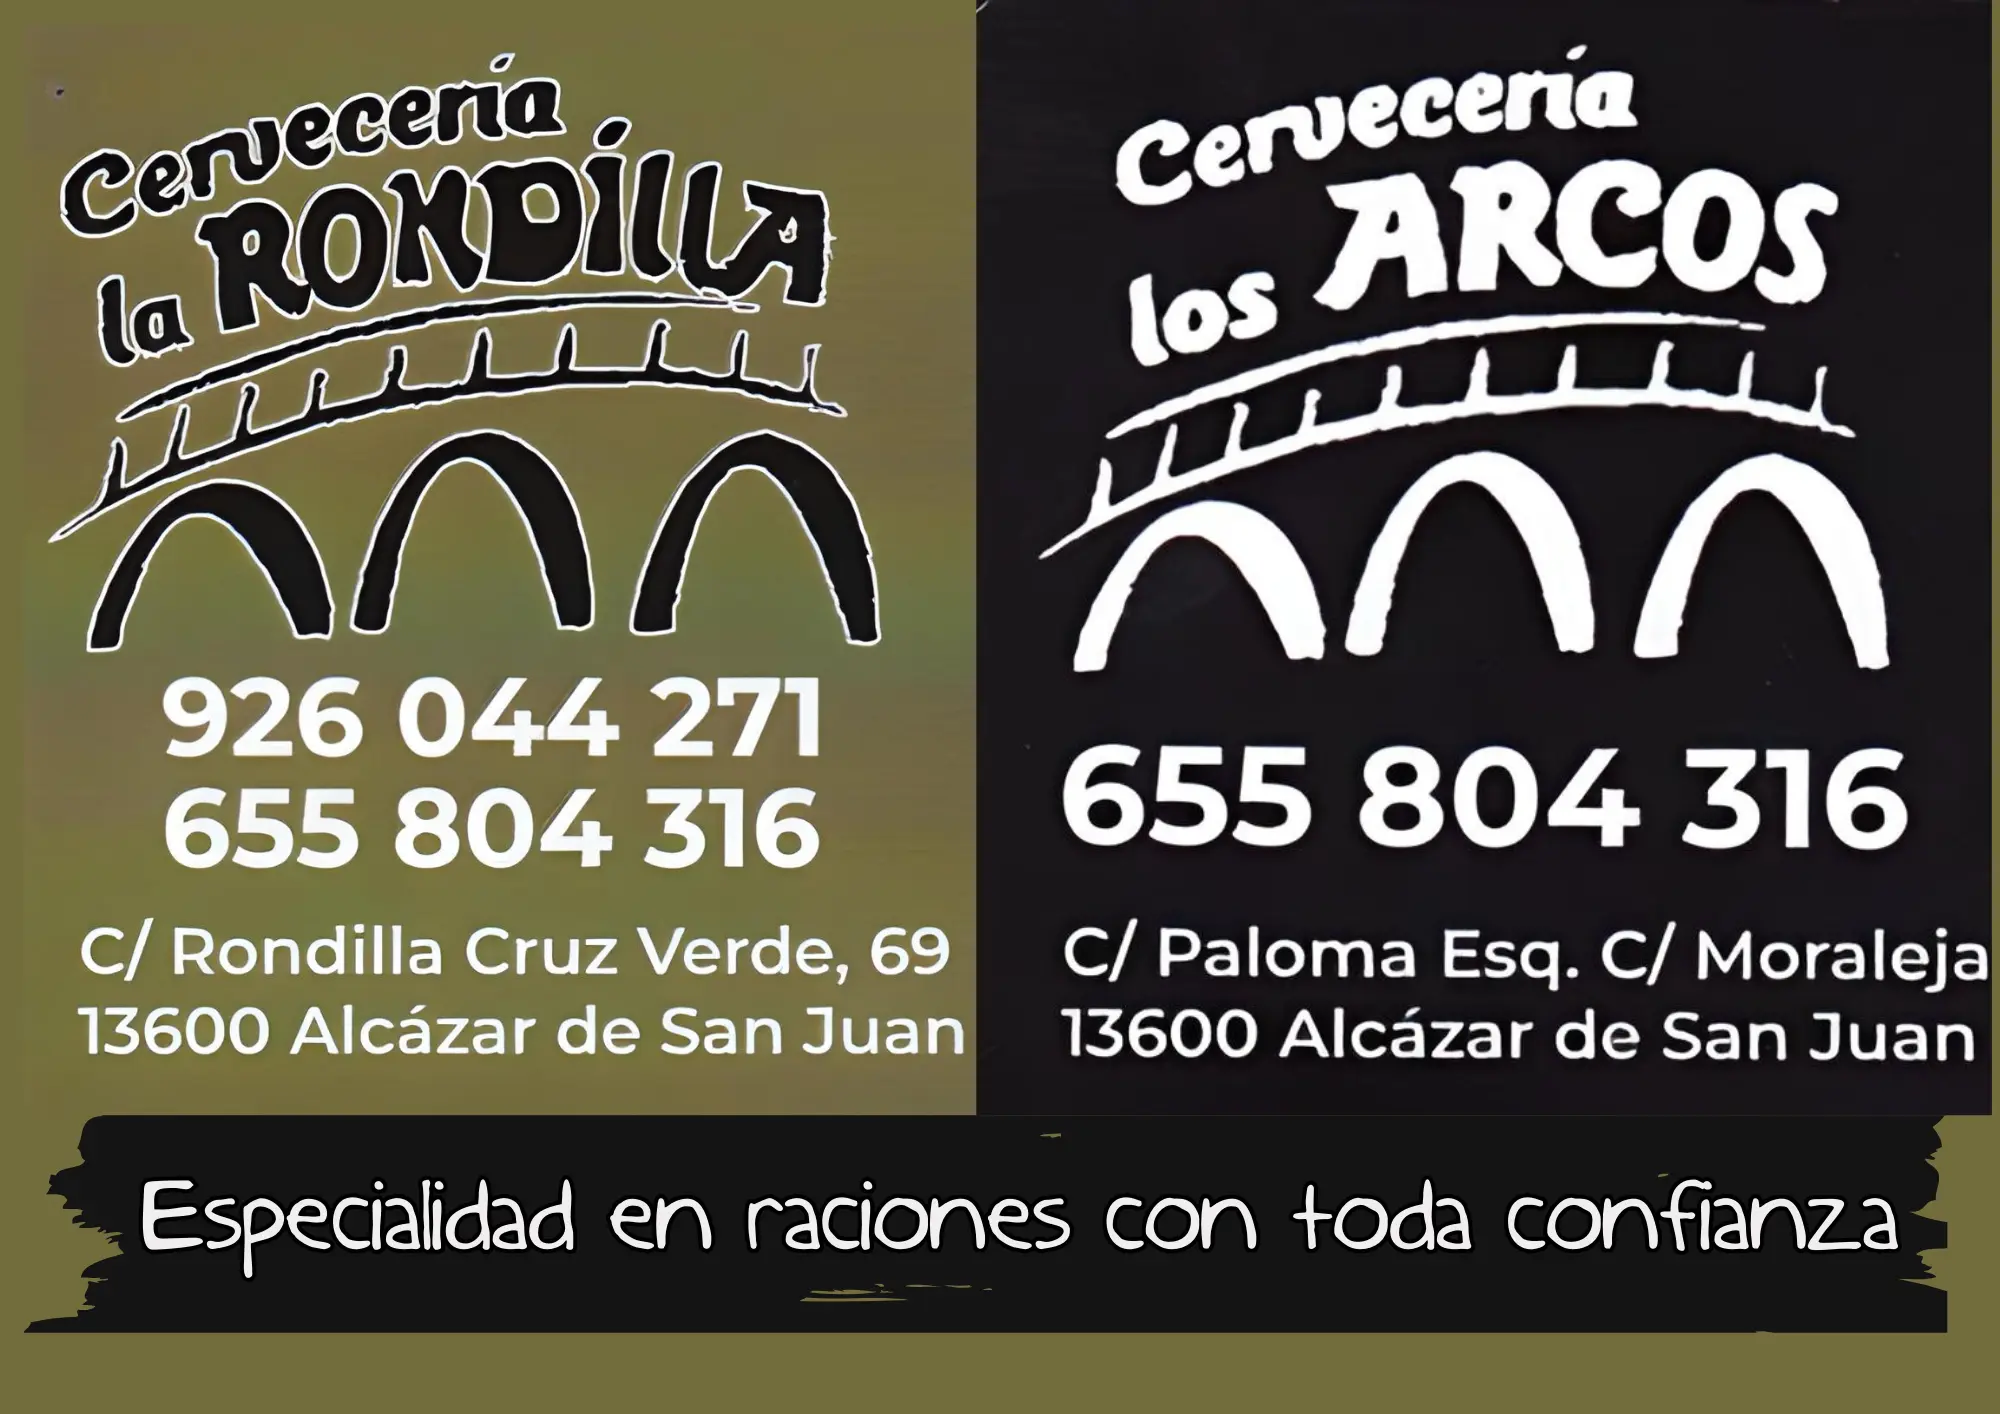 Cervecería
la RONDÍLLA
926 044 271
655 804 316
C/ Rondilla Cruz Verde, 69
13600 Alcázar de San Juan
Cervecería
los ARCOS
655 804 316
C/ Paloma Esq. C/ Moraleja
13600 Alcázar de San Juan
Especialidad en raciones con toda confianza